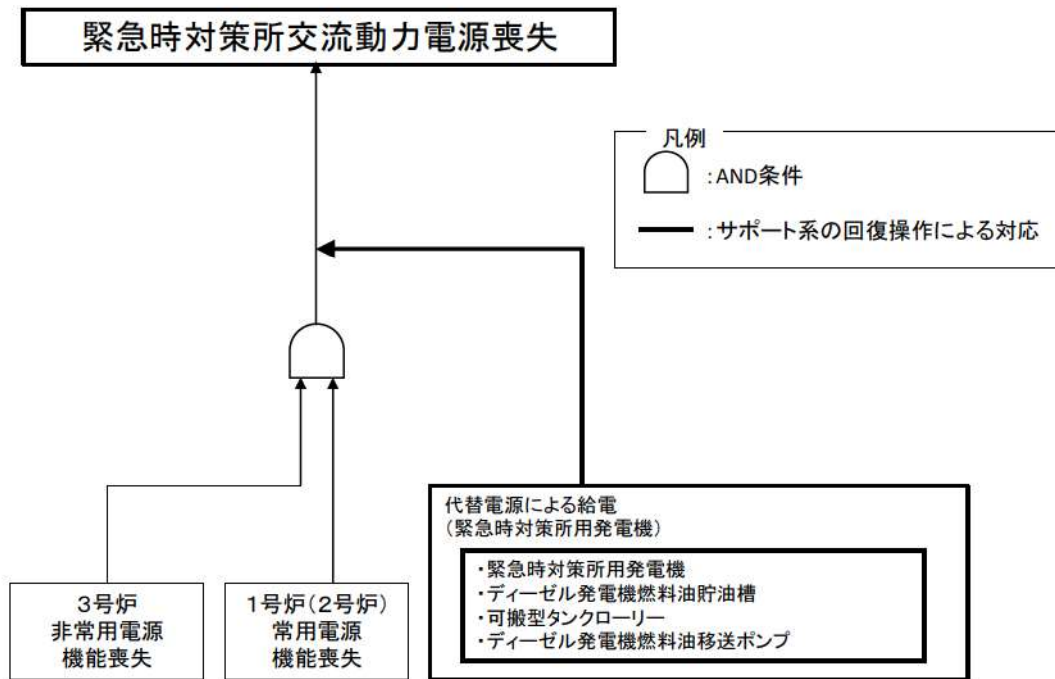 緊急時対策所交流動力電源喪失
凡例
：AND条件
：サポート系の回復操作による対応
代替電源による給電
（緊急時対策所用発電機）
・緊急時対策所用発電機
・ディーゼル発電機燃料油貯油槽
・可搬型タンクローリー
・ディーゼル発電機燃料油移送ポンプ
３号炉
非常用電源
機能喪失
１号炉（２号炉）
常用電源
機能喪失